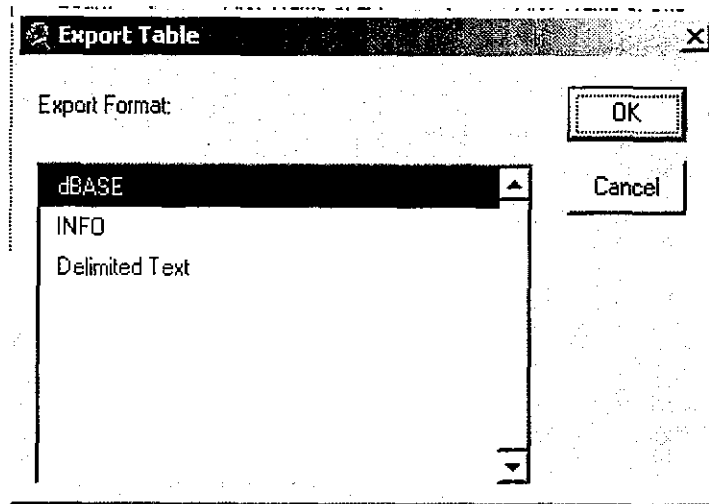 Export Table
Export Format:
OK
dBASE
Cancel
INFO
Delimited Text